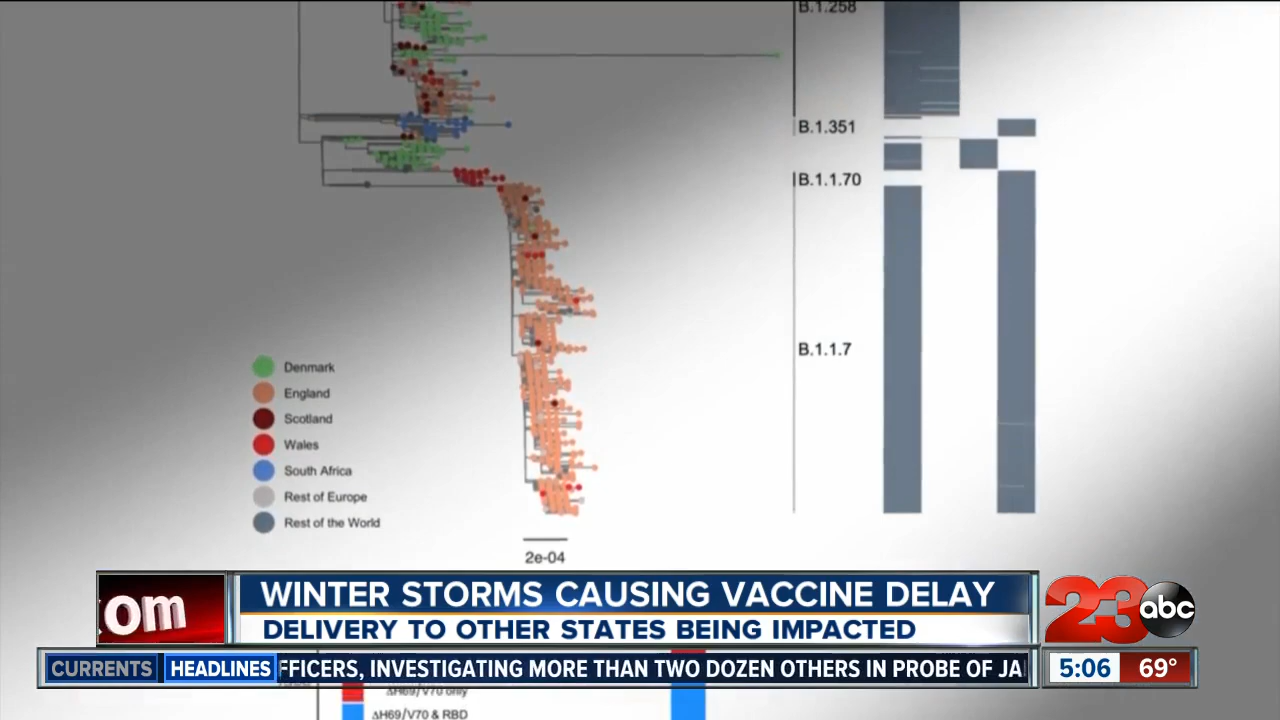 B.1.258
B.1.351
B.1.1.70
B.1.1.7
Denmark
England
Scotland
Wales
South Africa
Rest of Europe
Rest of the World
2e-04
om
WINTER STORMS CAUSING VACCINE DELAY
DELIVERY TO OTHER STATES BEING IMPACTED
23 abc
CURRENTS HEADLINES FFICERS, INVESTIGATING MORE THAN TWO DOZEN OTHERS IN PROBE OF JA 5:06 69°
ΔH69/V70 only
ΔH69/V70 & RBD